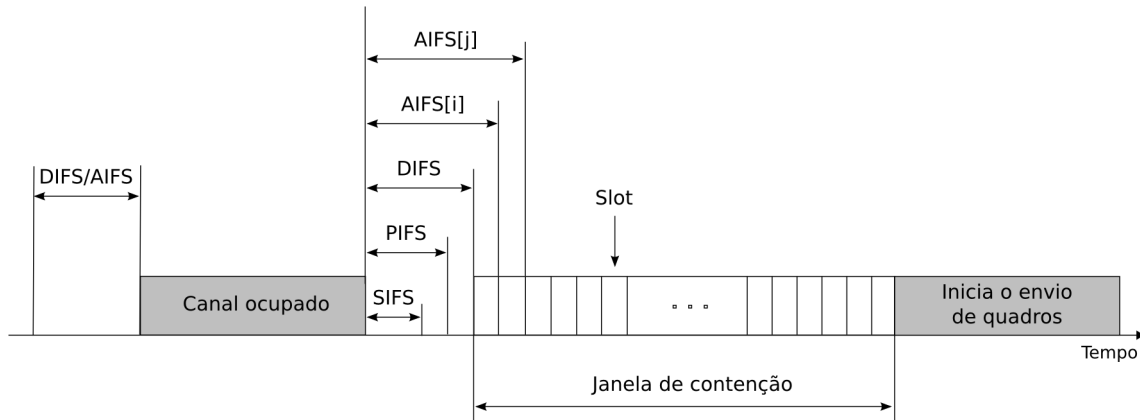 AIFS[j]
AIFS[i]
DIFS/AIFS
DIFS
Slot
PIFS
Canal ocupado
SIFS
Inicia o envio
de quadros
Tempo
Janela de contenção